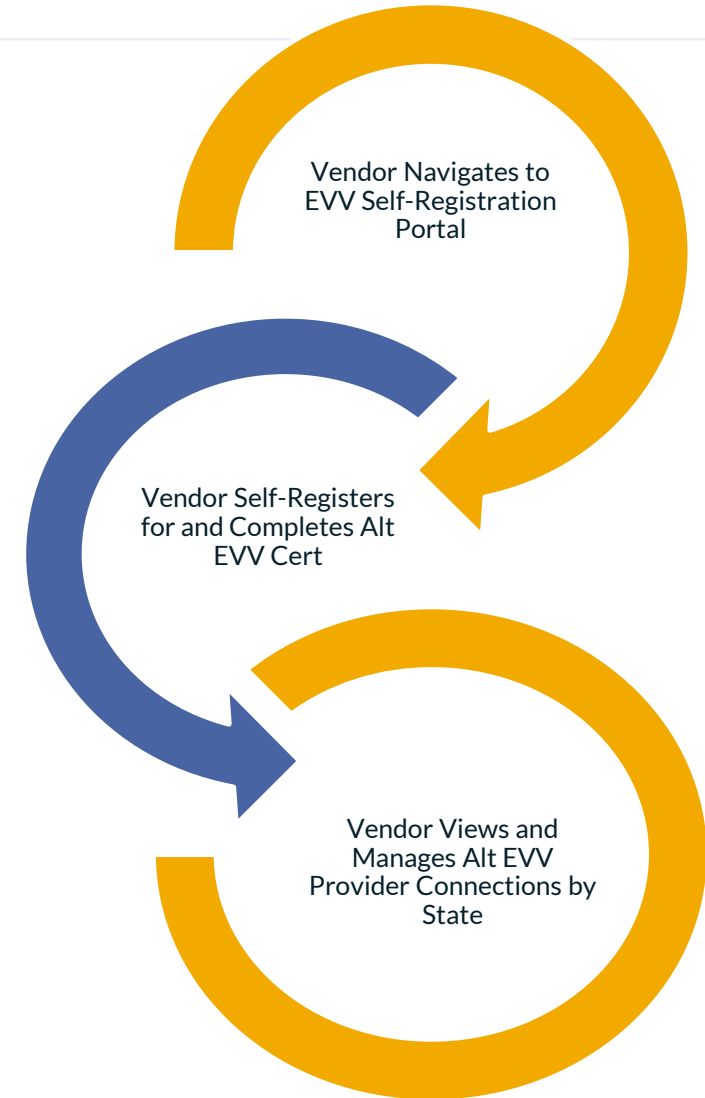 Vendor Navigates to
EVV Self-Registration
Portal
Vendor Self-Registers
for and Completes Alt
EVV Cert
Vendor Views and
Manages Alt EVV
Provider Connections by
State